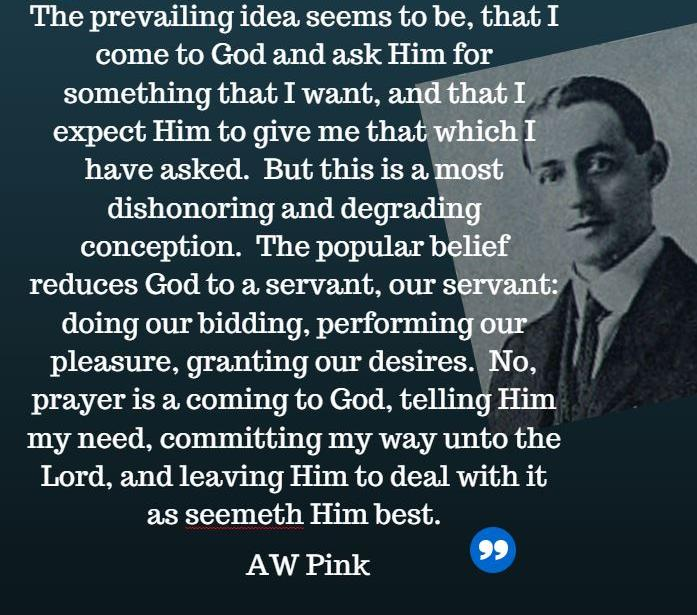 The prevailing idea seems to be, that I
come to God and ask Him for
something that I want, and that I
expect Him to give me that which I
have asked.  But this is a most
dishonoring and degrading
conception.  The popular belief
reduces God to a servant, our servant:
doing our bidding, performing our
pleasure, granting our desires.  No,
prayer is a coming to God, telling Him
my need, committing my way unto the
Lord, and leaving Him to deal with it
as seemeth Him best.
AW Pink